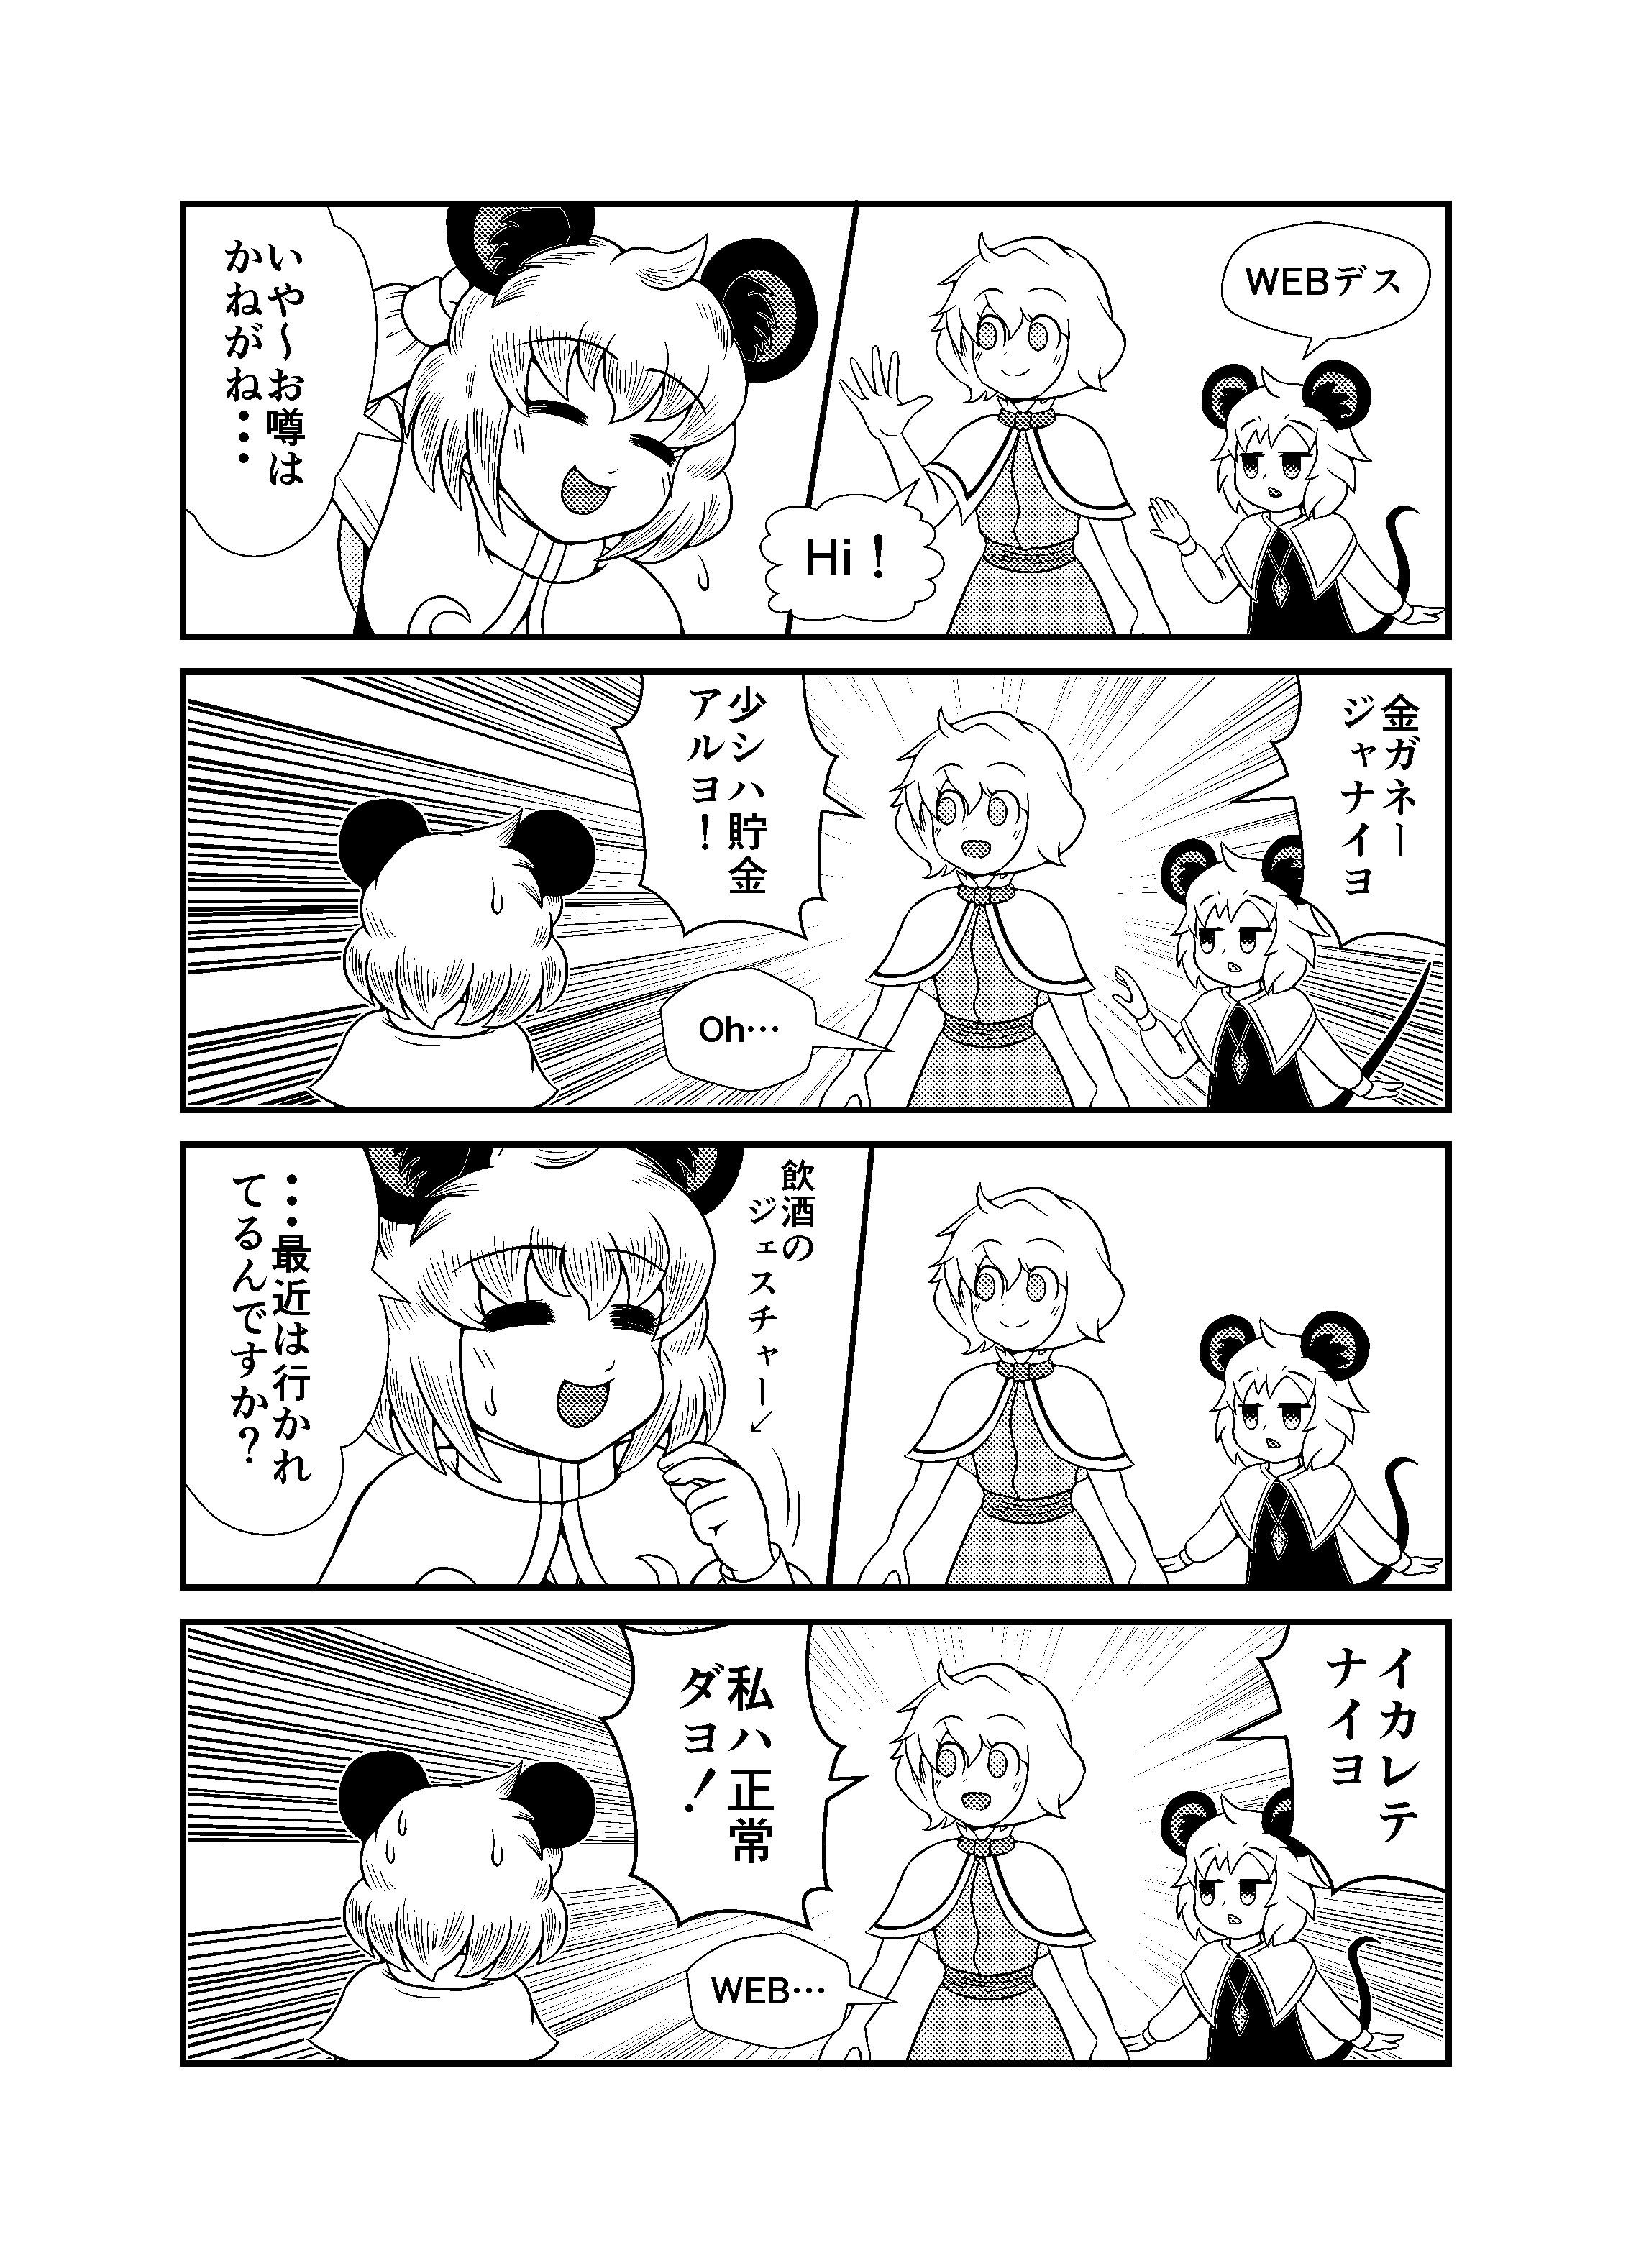 WEBデス
Hi！
いや〜お噂は
かねがね・・・
金ガネー
ジャナイヨ
少シハ貯金
アルヨ！
Oh…
飲酒の
ジェスチャー↙
・・・最近は行かれ
てるんですか？
イカレテ
ナイヨ
私ハ正常
ダヨ！
WEB…